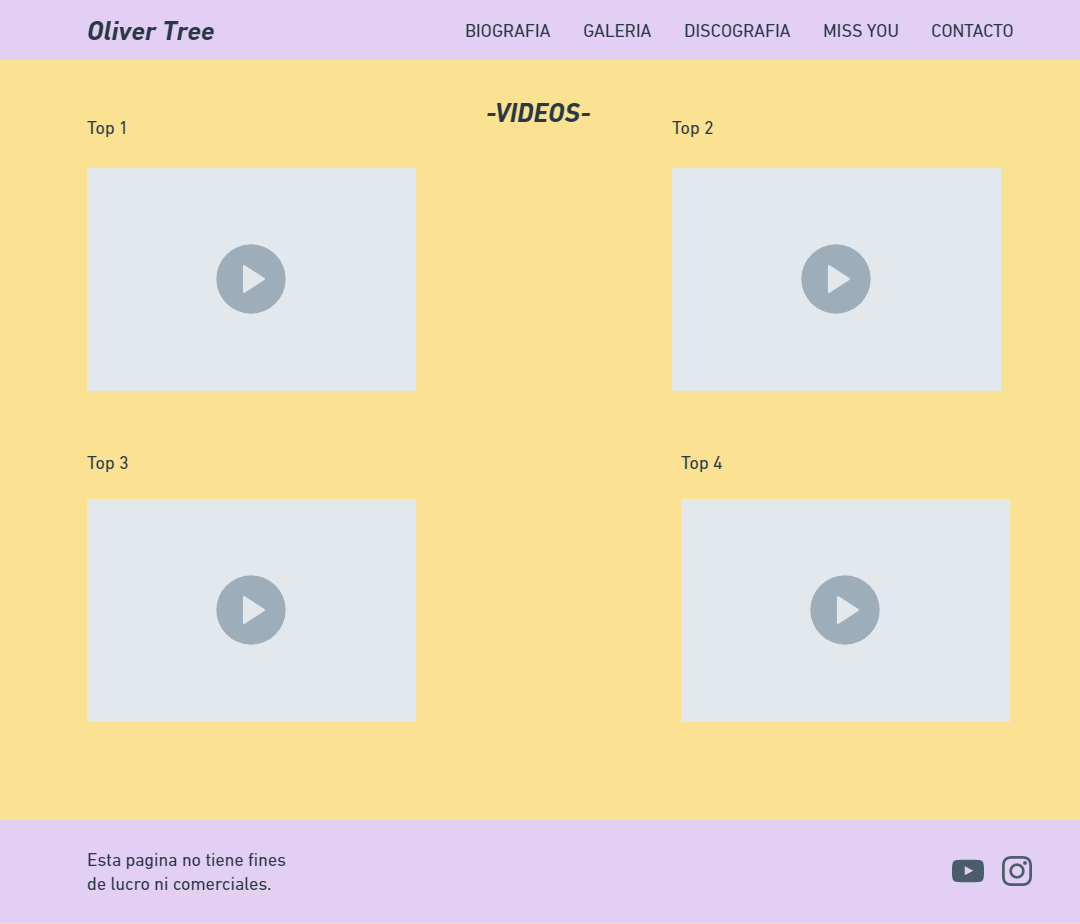 Oliver Tree
BIOGRAFIA
GALERIA
DISCOGRAFIA
MISS YOU
CONTACTO
-VIDEOS-
Top 1
Top 2
Top 3
Top 4
Esta pagina no tiene fines
de lucro ni comerciales.